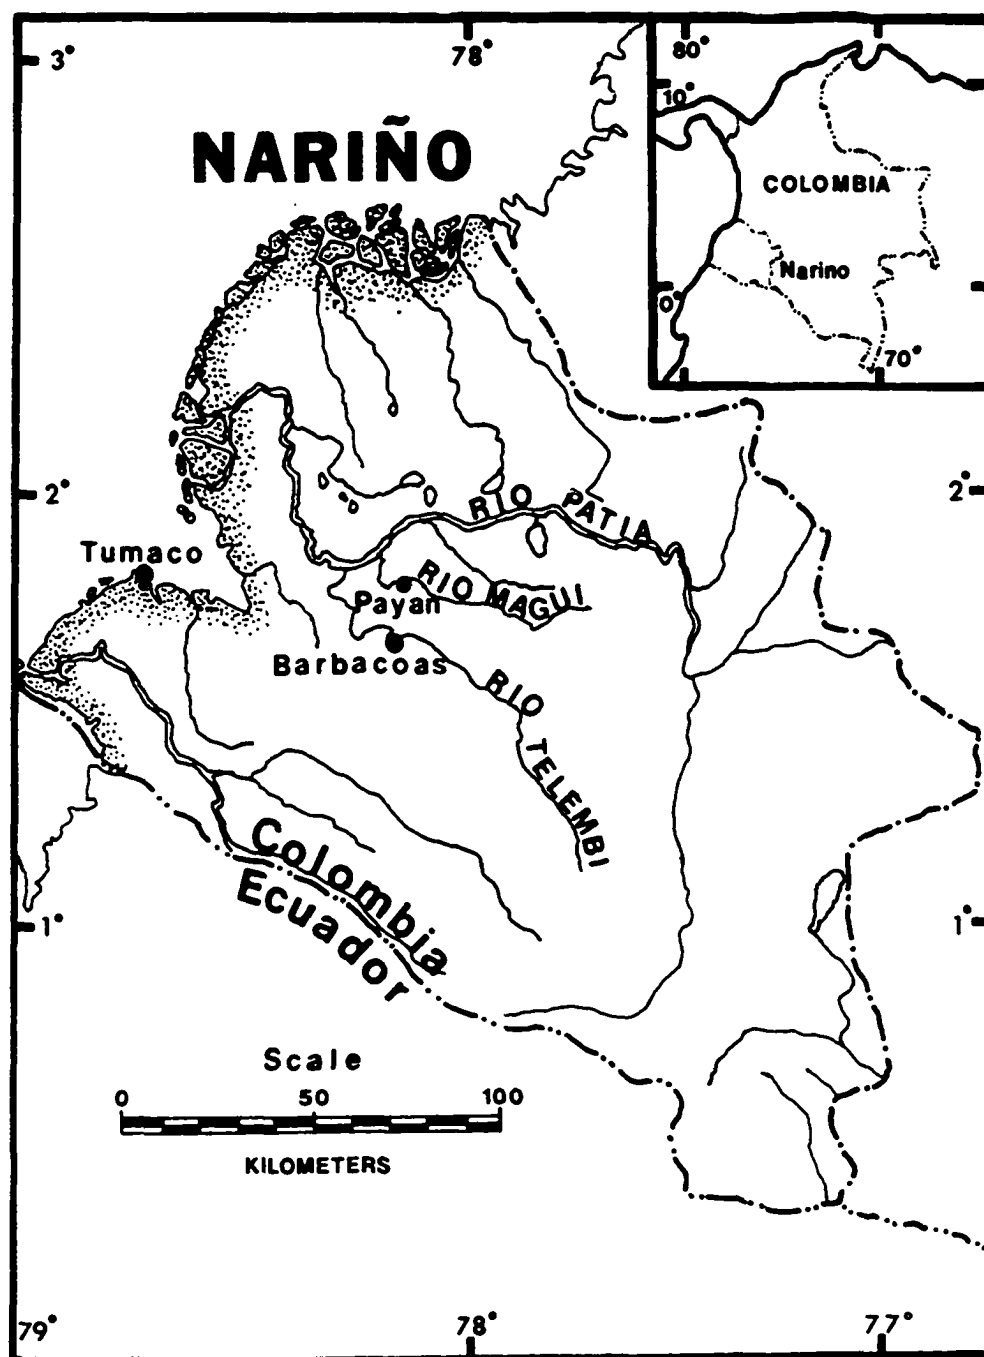 3°
78°
NARIÑO
80°
10°
COLOMBIA
Narino
0°
70°
2°
2°
RIO PATIA
Tumaco
RIO MAGUI
Payan
Barbacoas
RIO TELEMBI
Colombia
Ecuador
1°
1°
Scale
0 50 100
KILOMETERS
79°
78°
77°